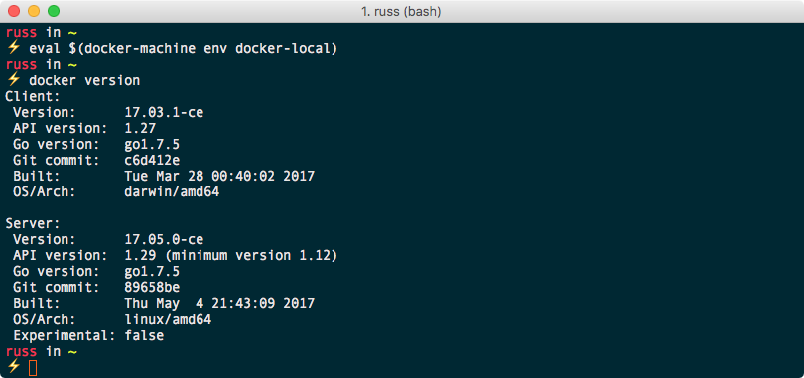 1. russ (bash)
russ in ~
⚡ eval $(docker-machine env docker-local)
russ in ~
⚡ docker version
Client:
 Version:      17.03.1-ce
 API version:  1.27
 Go version:   go1.7.5
 Git commit:   c6d412e
 Built:        Tue Mar 28 00:40:02 2017
 OS/Arch:      darwin/amd64

Server:
 Version:      17.05.0-ce
 API version:  1.29 (minimum version 1.12)
 Go version:   go1.7.5
 Git commit:   89658be
 Built:        Thu May  4 21:43:09 2017
 OS/Arch:      linux/amd64
 Experimental: false
russ in ~
⚡